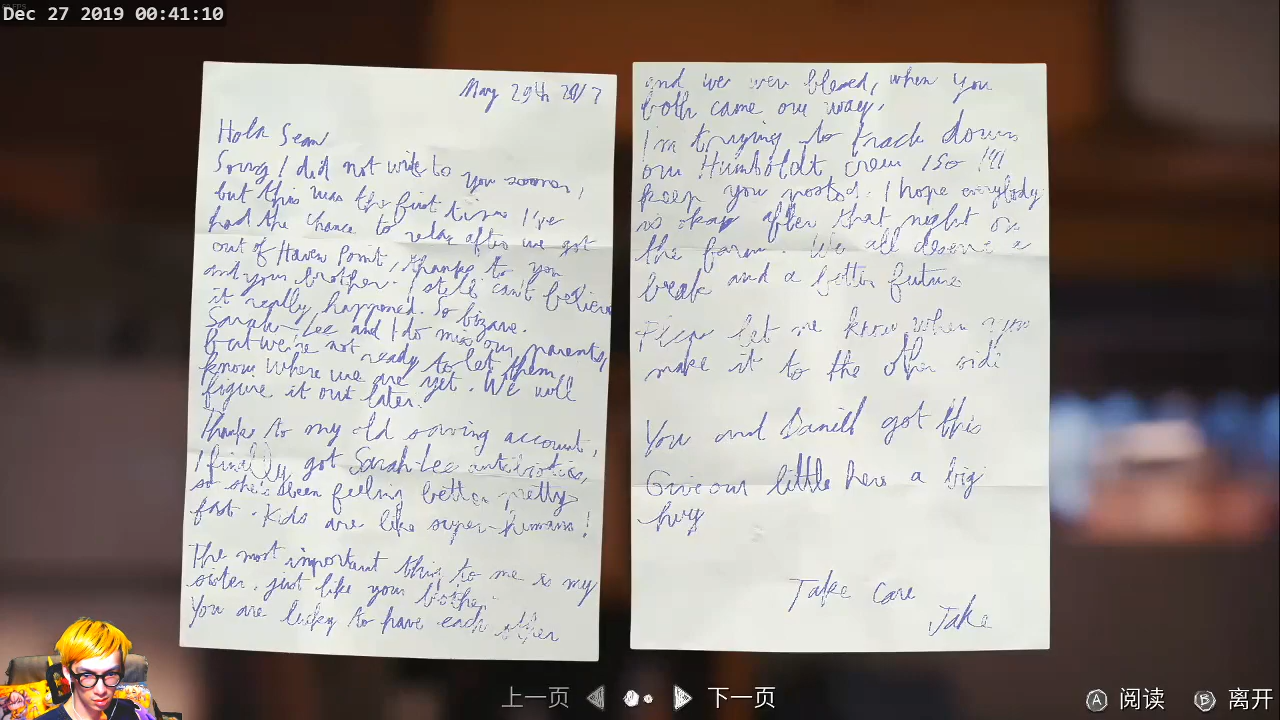 Dec 27 2019 00:41:10
May 29th 2017
Hola Sean
Sorry I did not write to you sooner,
but this was the first time I've
had the chance to relax after we got
out of Haven Point, thanks to you
and your brother. I still can't believe
it really happened. So bizarre.
Sarah-Lee and I do miss our parents,
but we're not ready to let them
know where we are yet. We will
figure it out later.
Thanks to my old saving account,
I finally got Sarah-Lee antibiotics,
so she's been feeling better pretty
fast. Kids are like super-humans!
The most important thing to me is my
sister. just like your brother.
You are lucky to have each other
and we were blessed, when you
both came our way.
I'm trying to track down
our Humboldt crew so I'll
keep you posted. I hope everybody
is okay after that night on
the farm. We all deserve a
break and a better future
Please let me know when you
make it to the other side
You and Daniel got this
Give our little hero a big
hug
Take Care
Jake
上一页 下一页
A 阅读 B 离开